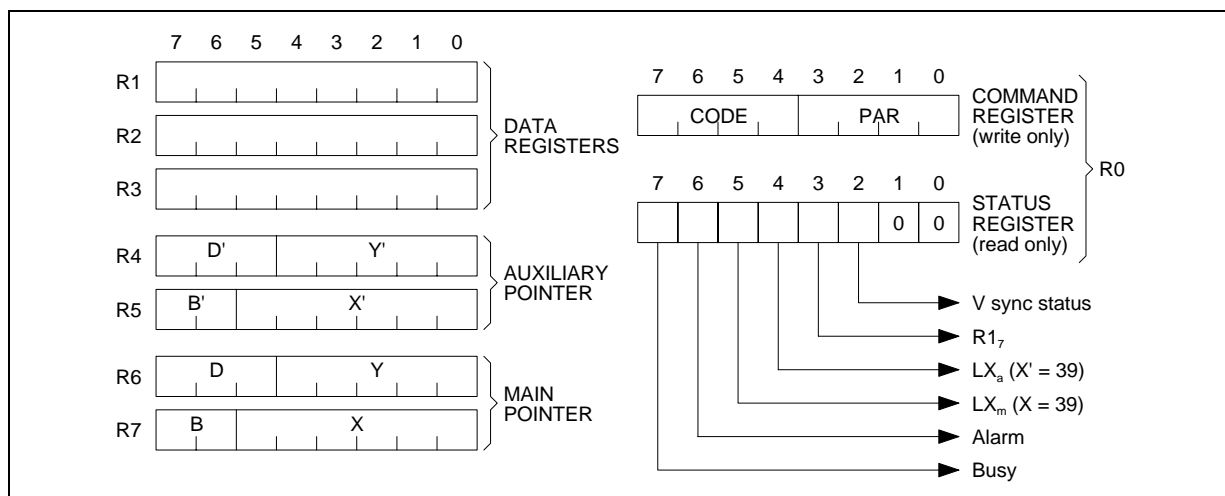 7 6 5 4 3 2 1 0
R1
R2
R3
DATA
REGISTERS
R4 D' Y'
R5 B' X'
AUXILIARY
POINTER
R6 D Y
R7 B X
MAIN
POINTER
7 6 5 4 3 2 1 0
CODE PAR
COMMAND
REGISTER
(write only)
7 6 5 4 3 2 1 0
0 0
STATUS
REGISTER
(read only)
R0
V sync status
R1₇
LXₐ (X' = 39)
LXₘ (X = 39)
Alarm
Busy